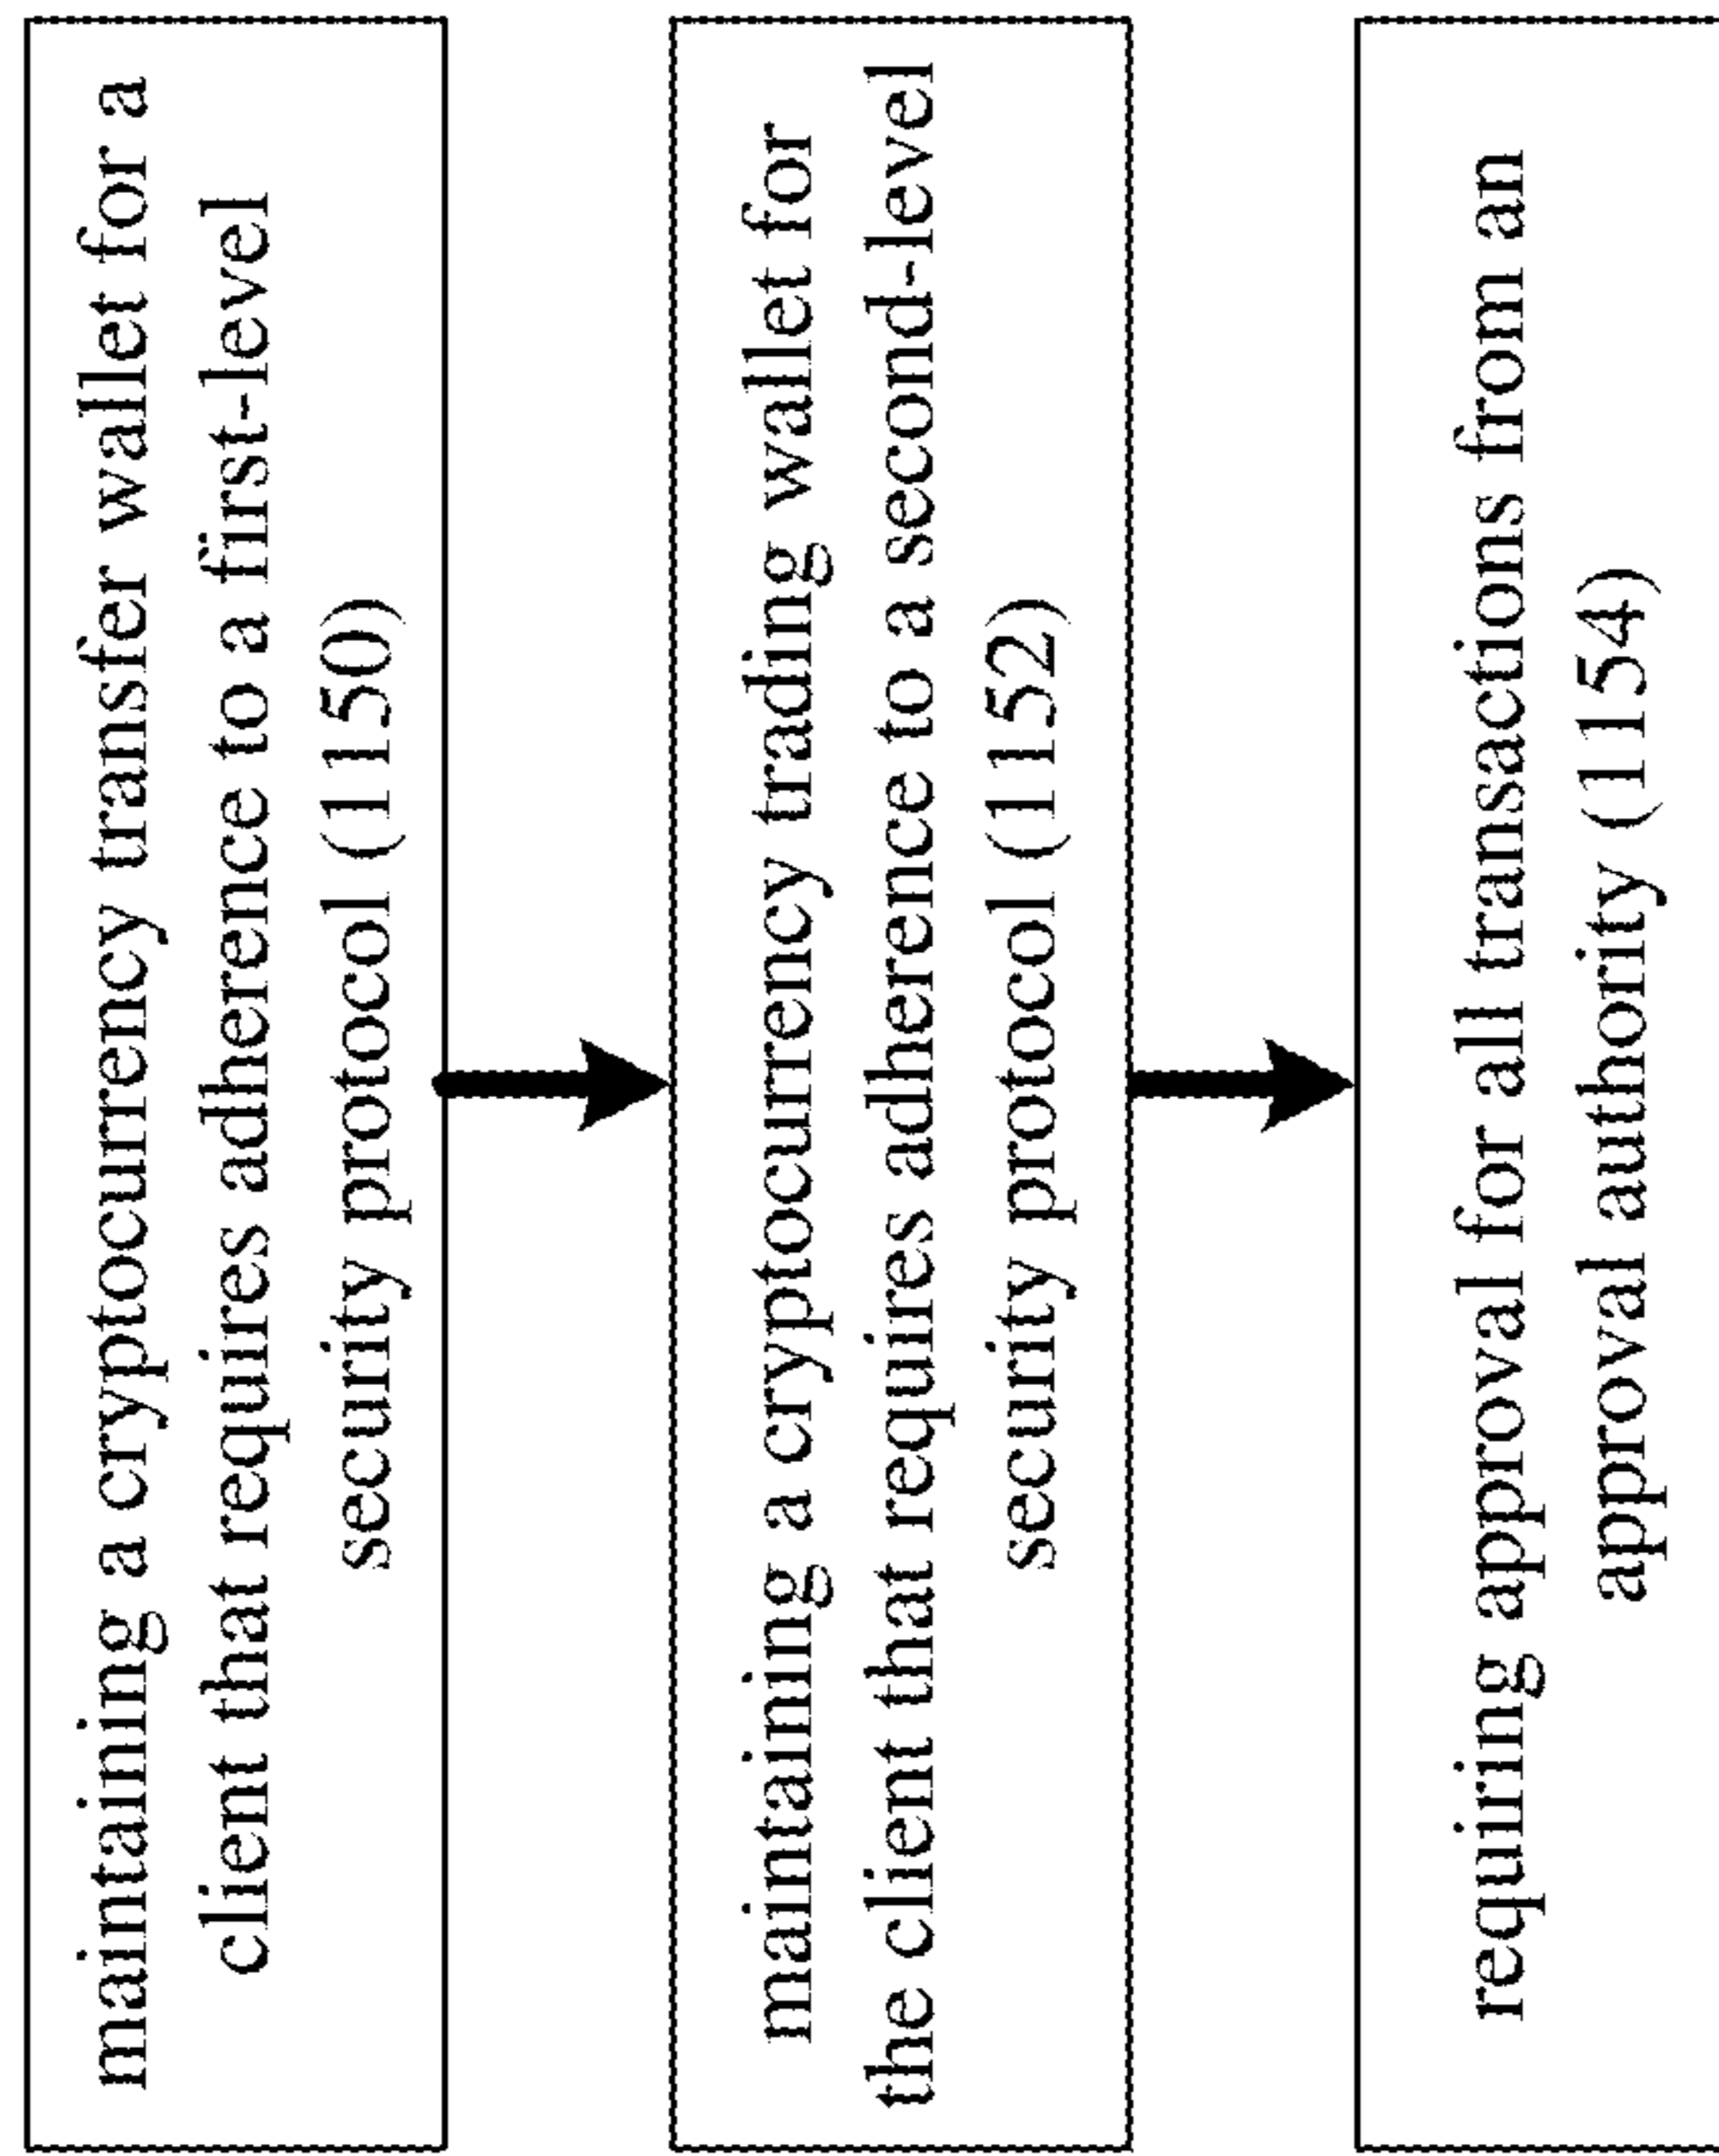 maintaining a cryptocurrency transfer wallet for a
client that requires adherence to a first-level
security protocol (1150)
maintaining a cryptocurrency trading wallet for
the client that requires adherence to a second-level
security protocol (1152)
requiring approval for all transactions from an
approval authority (1154)